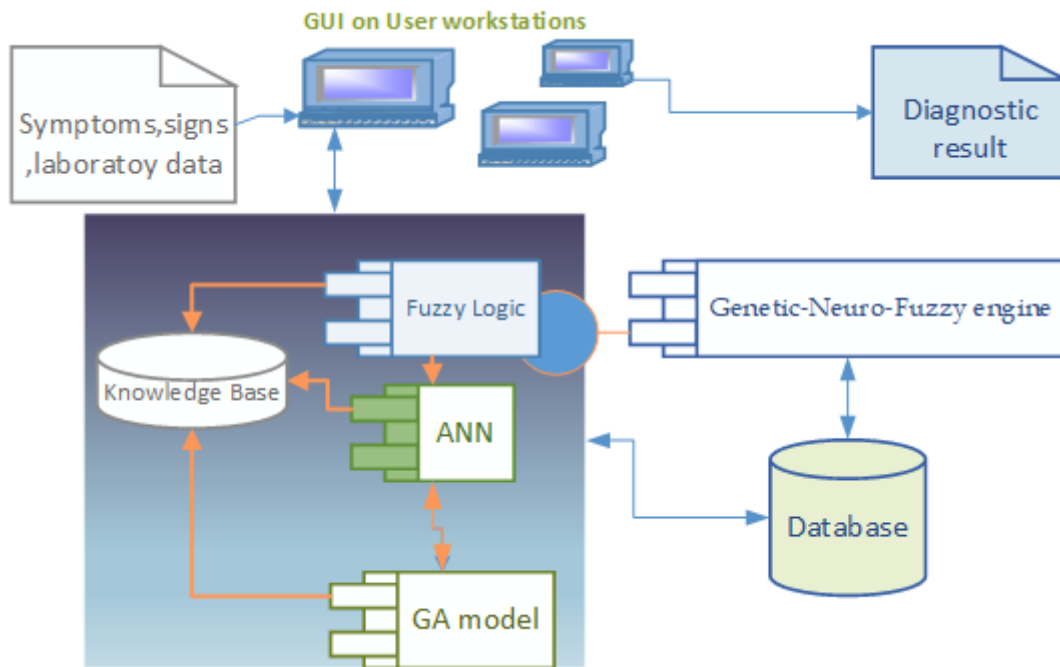 GUI on User workstations
Symptoms,signs
,laboratoy data
Diagnostic
result
Fuzzy Logic
Genetic-Neuro-Fuzzy engine
Knowledge Base
ANN
Database
GA model